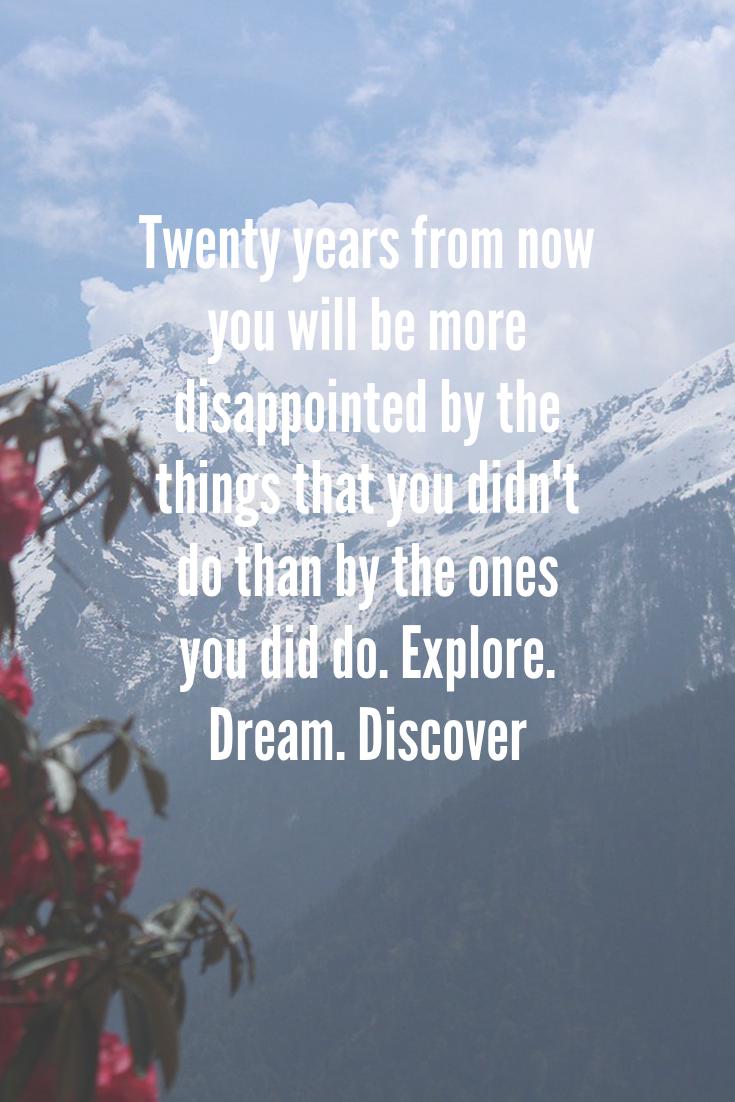 Twenty years from now
you will be more
disappointed by the
things that you didn't
do than by the ones
you did do. Explore.
Dream. Discover